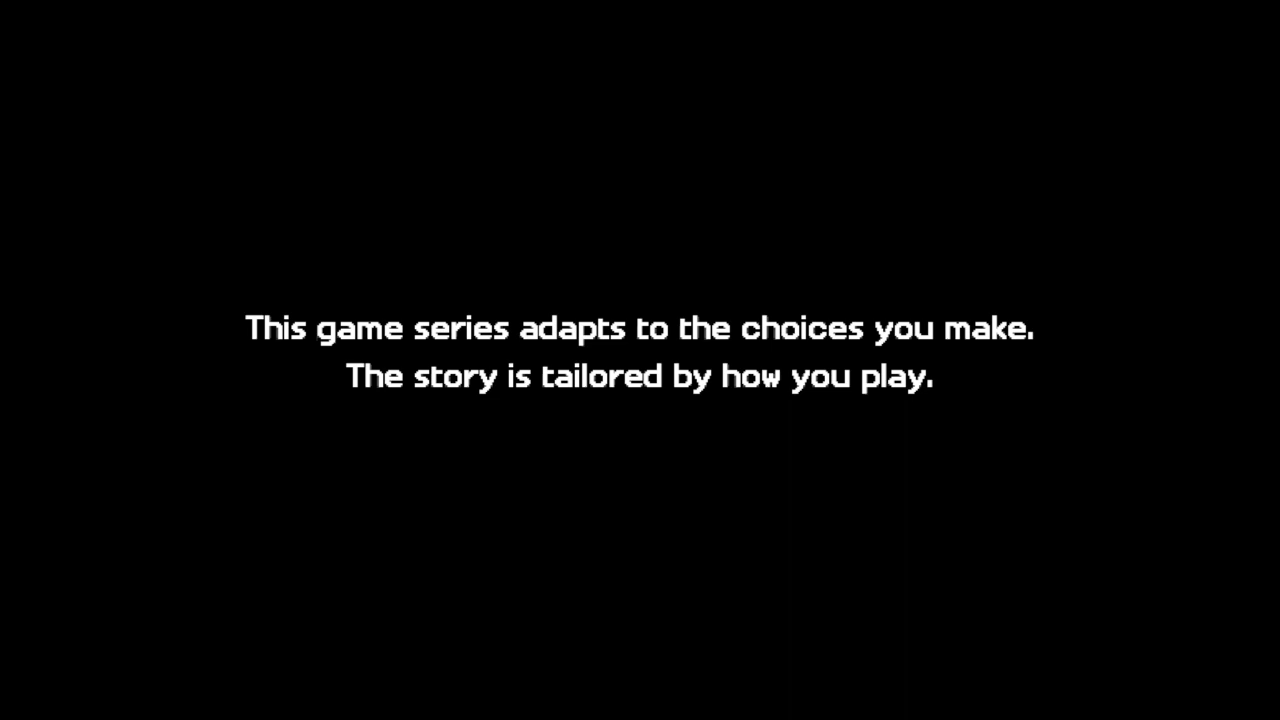 This game series adapts to the choices you make.
The story is tailored by how you play.